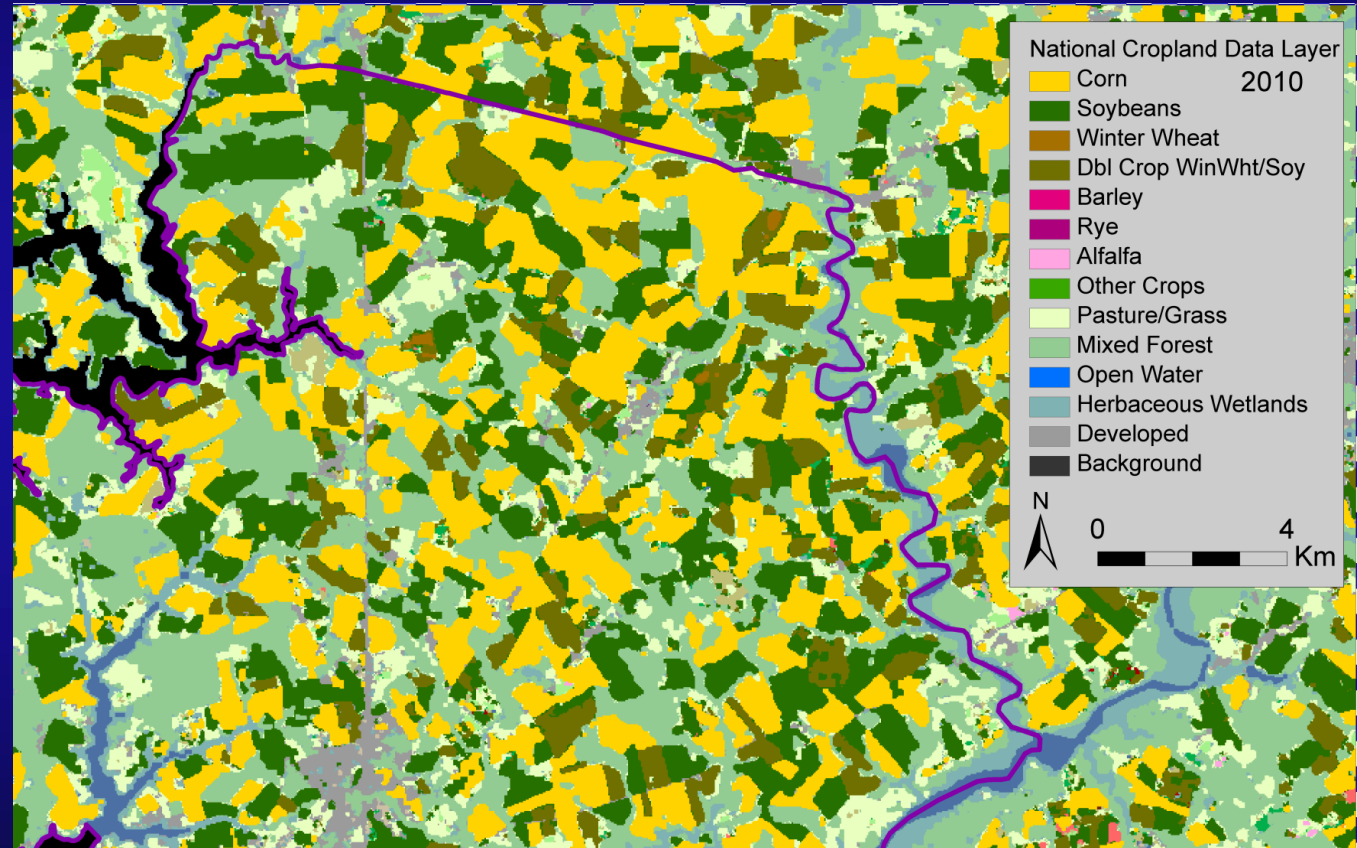 National Cropland Data Layer
2010
Corn
Soybeans
Winter Wheat
Dbl Crop WinWht/Soy
Barley
Rye
Alfalfa
Other Crops
Pasture/Grass
Mixed Forest
Open Water
Herbaceous Wetlands
Developed
Background
N
0 4
Km